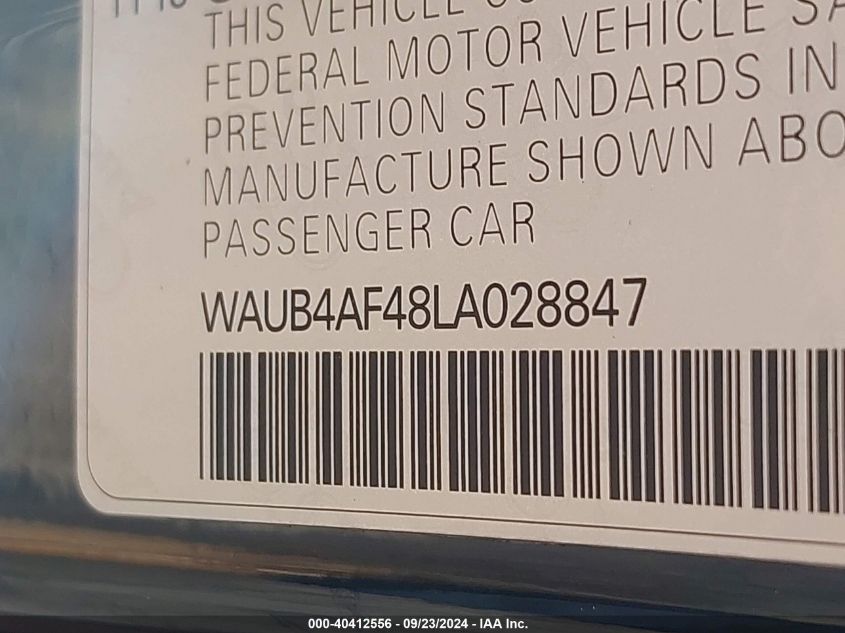 THIS VEHICLE
FEDERAL MOTOR VEHICLE
PREVENTION STANDARDS IN
MANUFACTURE SHOWN
PASSENGER CAR
WAUB4AF48LA028847
000-40412556 - 09/23/2024 - IAA Inc.